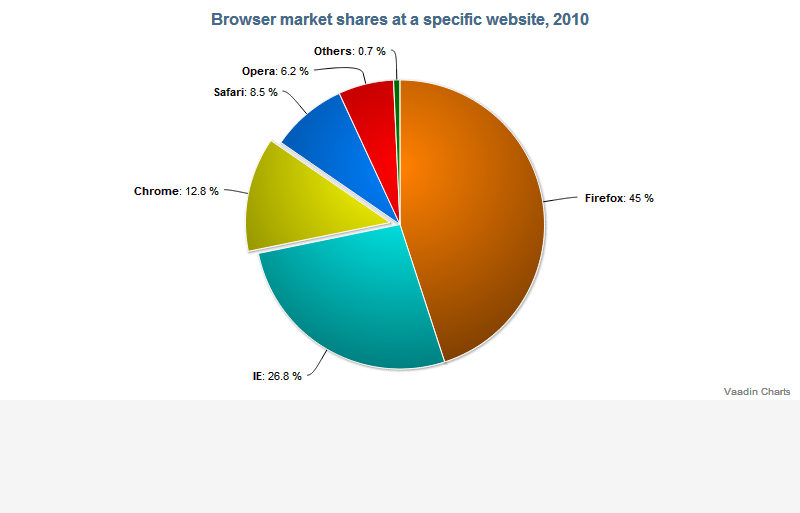 Browser market shares at a specific website, 2010
Others: 0.7 %
Opera: 6.2 %
Safari: 8.5 %
Chrome: 12.8 %
Firefox: 45 %
IE: 26.8 %
Vaadin Charts